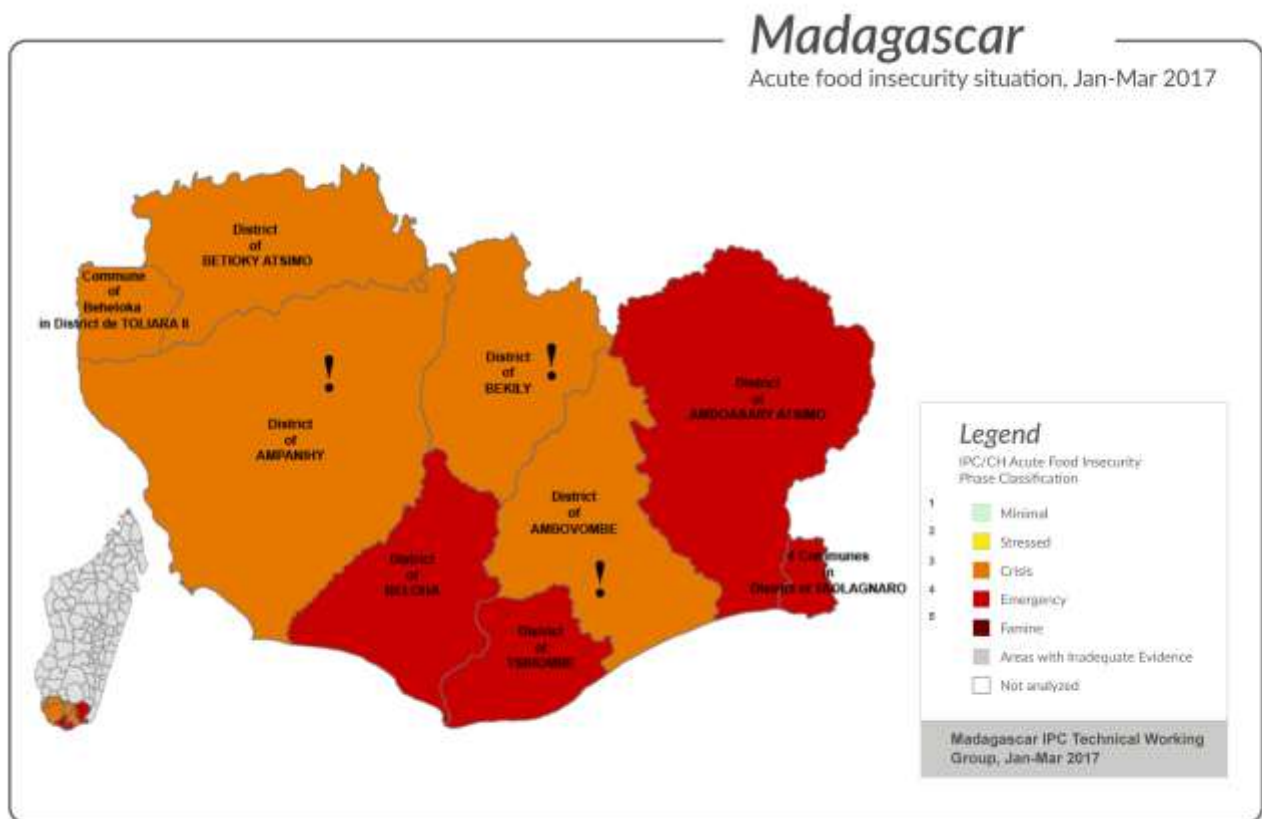 Madagascar
Acute food insecurity situation, Jan-Mar 2017
District
of
BETIOKY ATSIMO
Commune
of
Beheloka
in District de TOLIARA II
!
District
of
BEKILY
!
District
of
AMPANIHY
District
of
AMBOASARY ATSIMO
District
of
AMBOVOMBE
!
District
of
BELOHA
District
of
TSIHOMBE
Communes
in
District of
Legend
IPC/CH Acute Food Insecurity
Phase Classification
1
Minimal
2
Stressed
3
Crisis
4
Emergency
5
Famine
Areas with Inadequate Evidence
Not analyzed
Madagascar IPC Technical Working
Group, Jan-Mar 2017